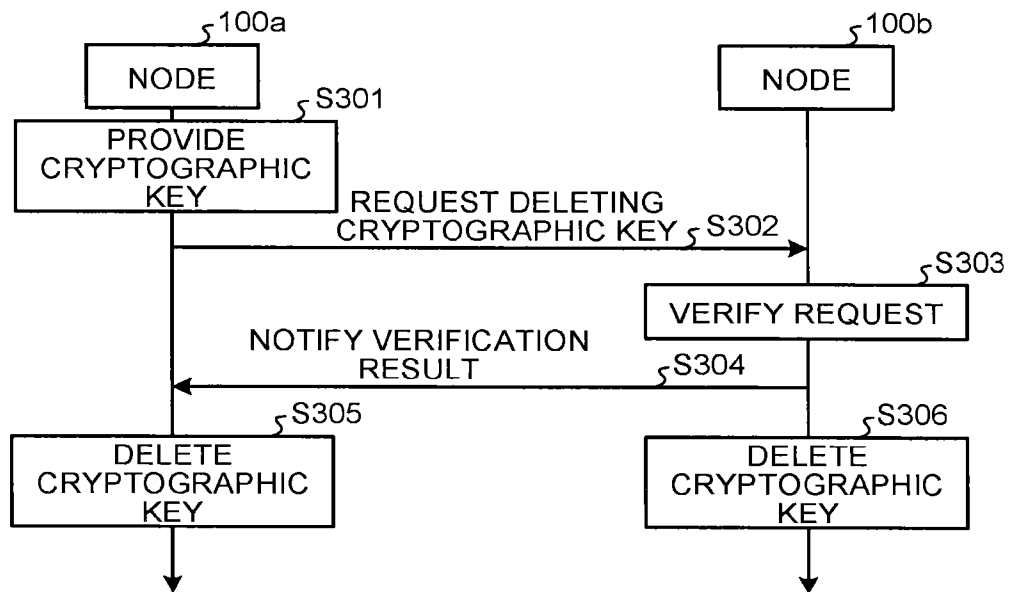 100a
100b
NODE
NODE
S301
PROVIDE
CRYPTOGRAPHIC
KEY
REQUEST DELETING
CRYPTOGRAPHIC KEY
S302
S303
VERIFY REQUEST
NOTIFY VERIFICATION
RESULT
S304
S305
DELETE
CRYPTOGRAPHIC
KEY
S306
DELETE
CRYPTOGRAPHIC
KEY